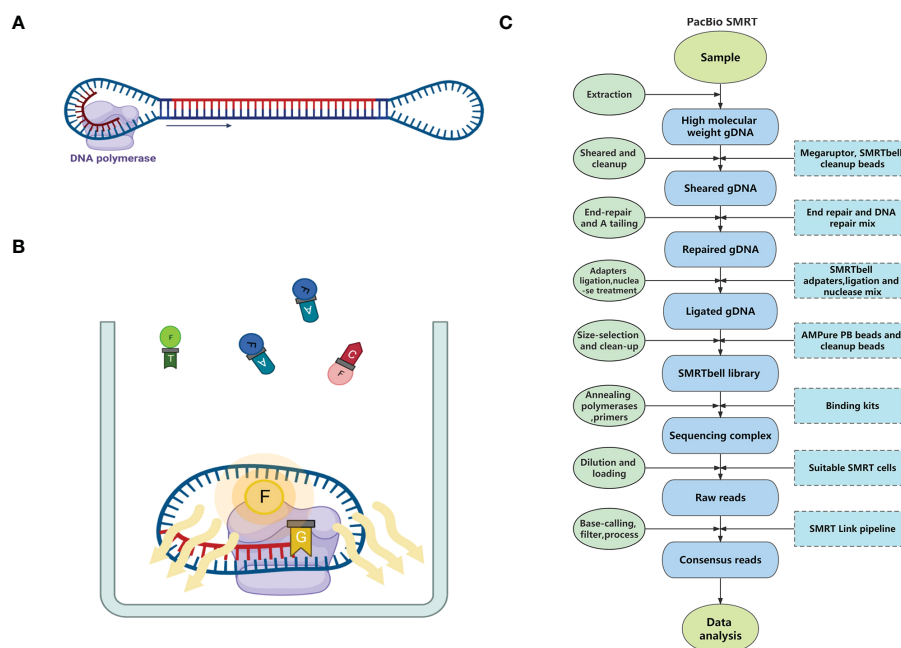 A
DNA polymerase
B
F
T
F
A
F
A
C
F
F
G
C
PacBio SMRT
Sample
Extraction
High molecular
weight gDNA
Sheared and
cleanup
Megaruptor, SMRTbell
cleanup beads
Sheared gDNA
End-repair
and A tailing
End repair and DNA
repair mix
Repaired gDNA
Adapters
ligation,nuclea
-se treatment
SMRTbell
adpaters,ligation and
nuclease mix
Ligated gDNA
Size-selection
and clean-up
AMPure PB beads and
cleanup beads
SMRTbell library
Annealing
polymerases
,primers
Binding kits
Sequencing complex
Dilution and
loading
Suitable SMRT cells
Raw reads
Base-calling,
filter,process
SMRT Link pipeline
Consensus reads
Data
analysis